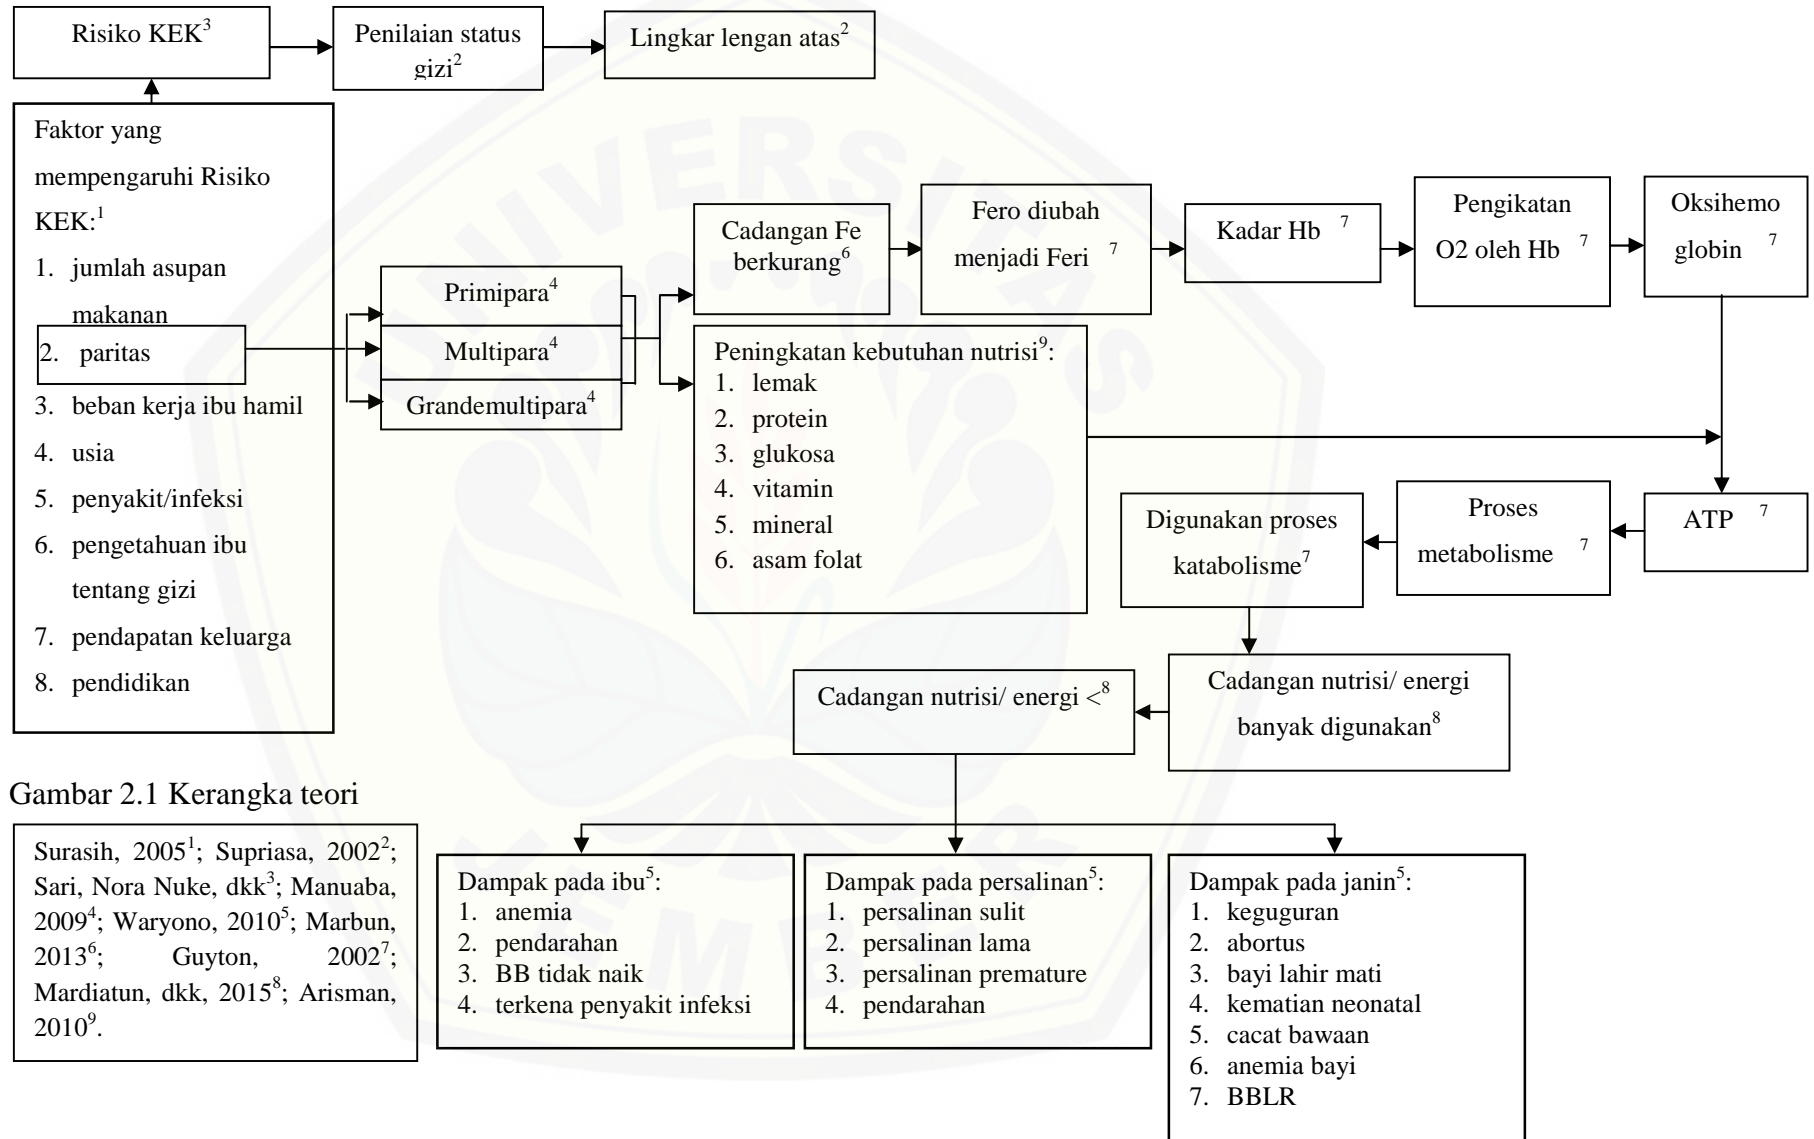 Risiko KEK³
Penilaian status
gizi²
Lingkar lengan atas²
Faktor yang
mempengaruhi Risiko
KEK:¹
1. jumlah asupan
makanan
2. paritas
3. beban kerja ibu hamil
4. usia
5. penyakit/infeksi
6. pengetahuan ibu
tentang gizi
7. pendapatan keluarga
8. pendidikan
Primipara⁴
Multipara⁴
Grandemultipara⁴
Cadangan Fe
berkurang⁶
Fero diubah
menjadi Feri ⁷
Kadar Hb ⁷
Pengikatan
O2 oleh Hb ⁷
Oksihemo
globin ⁷
Peningkatan kebutuhan nutrisi⁹:
1. lemak
2. protein
3. glukosa
4. vitamin
5. mineral
6. asam folat
ATP ⁷
Proses
metabolisme ⁷
Digunakan proses
katabolisme⁷
Cadangan nutrisi/ energi
banyak digunakan⁸
Cadangan nutrisi/ energi <⁸
Gambar 2.1 Kerangka teori
Surasih, 2005¹; Supriasa, 2002²;
Sari, Nora Nuke, dkk³; Manuaba,
2009⁴; Waryono, 2010⁵; Marbun,
2013⁶; Guyton, 2002⁷;
Mardiatun, dkk, 2015⁸; Arisman,
2010⁹.
Dampak pada ibu⁵:
1. anemia
2. pendarahan
3. BB tidak naik
4. terkena penyakit infeksi
Dampak pada persalinan⁵:
1. persalinan sulit
2. persalinan lama
3. persalinan premature
4. pendarahan
Dampak pada janin⁵:
1. keguguran
2. abortus
3. bayi lahir mati
4. kematian neonatal
5. cacat bawaan
6. anemia bayi
7. BBLR
UNIVERSITAS
JEMBER